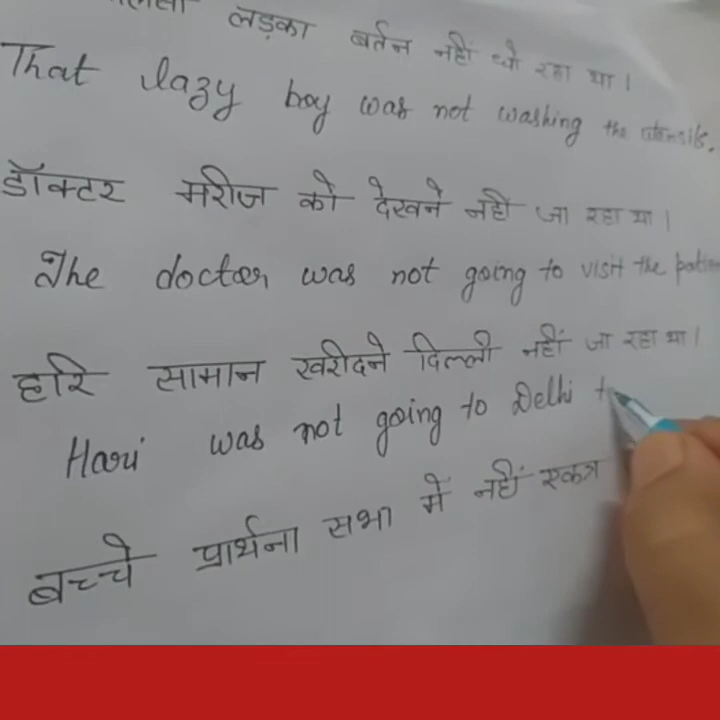 लड़का बर्तन नहीं धो रहा था।
That lazy boy was not washing the utensils.
डॉक्टर मरीज को देखने नहीं जा रहा था।
The doctor was not going to visit the
हरि सामान खरीदने दिल्ली नहीं जा रहा था।
Hari was not going to Delhi
बच्चे प्रार्थना सभा में नहीं एकत्र